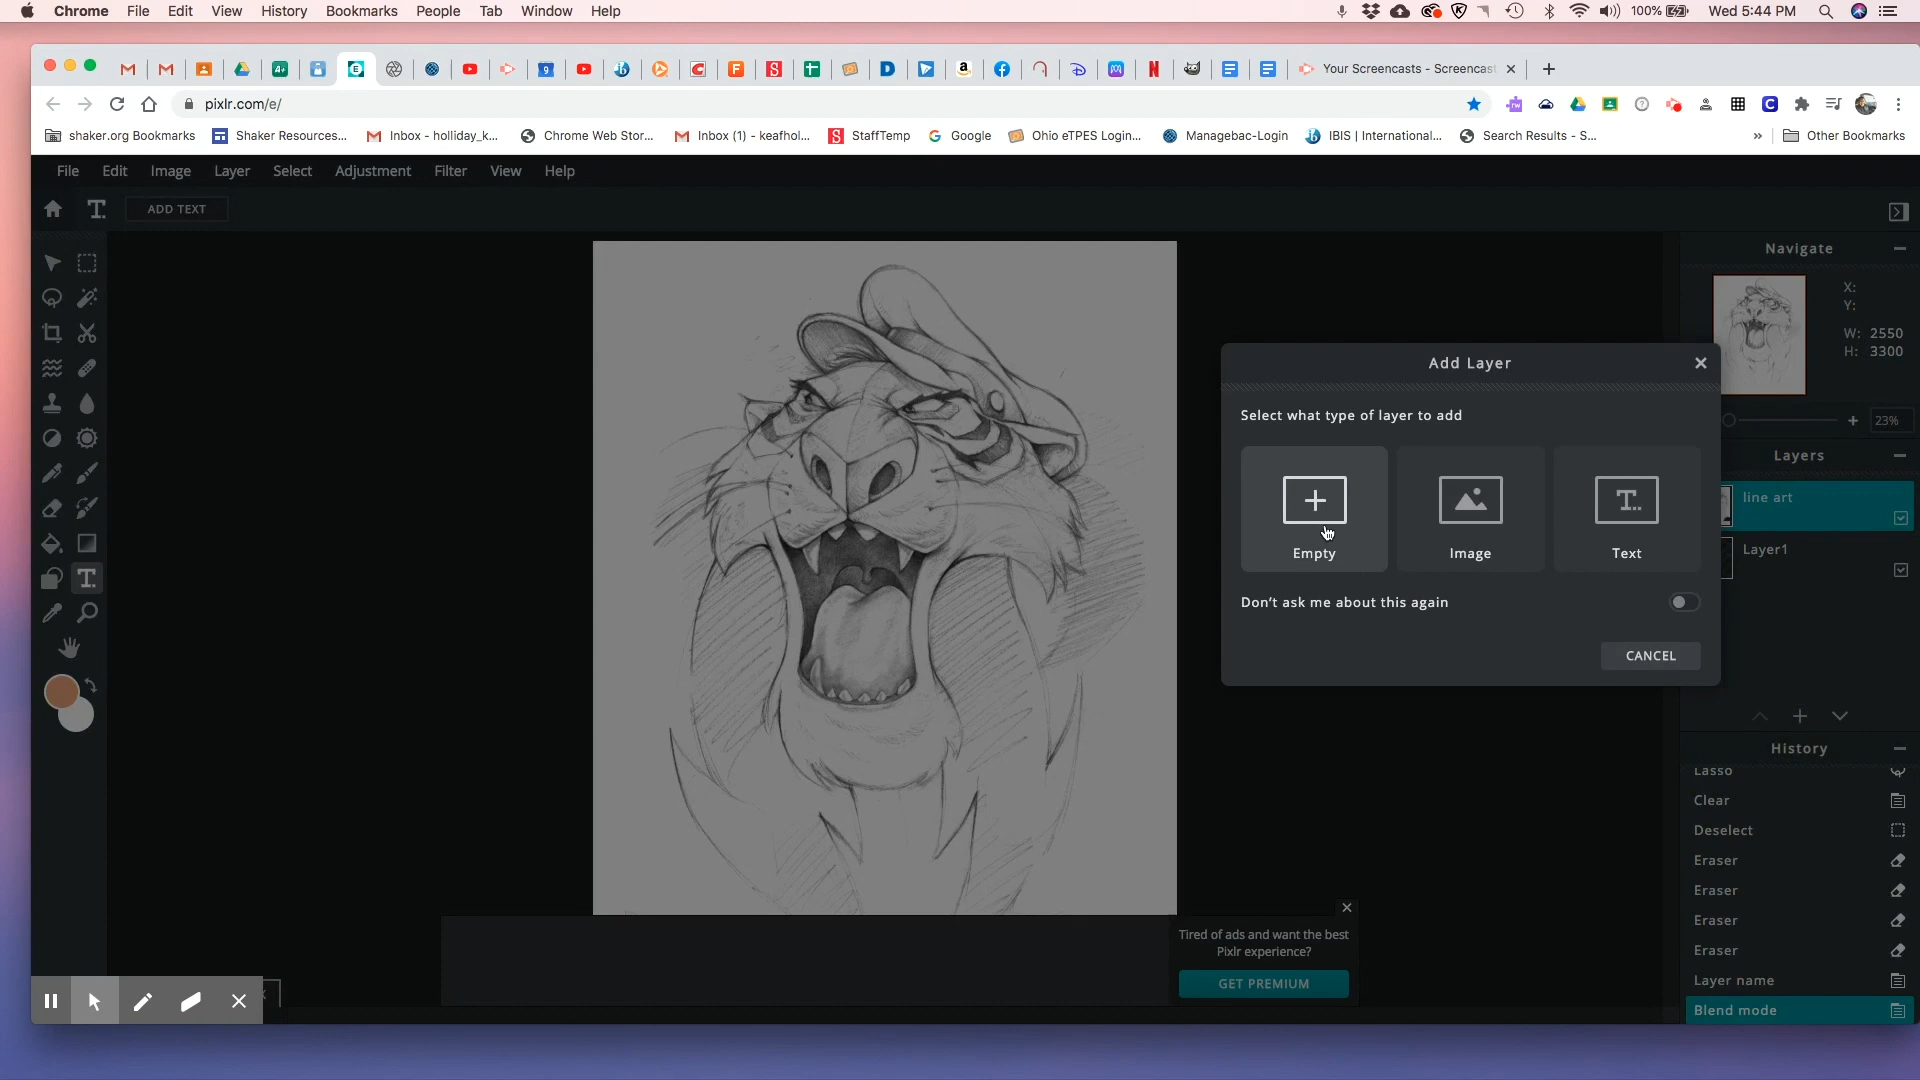 Chrome File Edit View History Bookmarks People Tab Window Help 100% Wed 5:44 PM
Your Screencasts - Screencast
pixlr.com/e/
shaker.org Bookmarks Shaker Resources... Inbox - holliday_k... Chrome Web Stor... Inbox (1) - keafhol... StaffTemp Google Ohio eTPES Login... Managebac-Login IBIS | International... Search Results - S... » Other Bookmarks
File Edit Image Layer Select Adjustment Filter View Help
ADD TEXT
Navigate
X:
Y:
W: 2550
H: 3300
23%
Add Layer
Select what type of layer to add
Empty Image Text
Don't ask me about this again
CANCEL
Layers
line art
Layer1
History
Lasso
Clear
Deselect
Eraser
Eraser
Eraser
Eraser
Layer name
Blend mode
Tired of ads and want the best
Pixlr experience?
GET PREMIUM